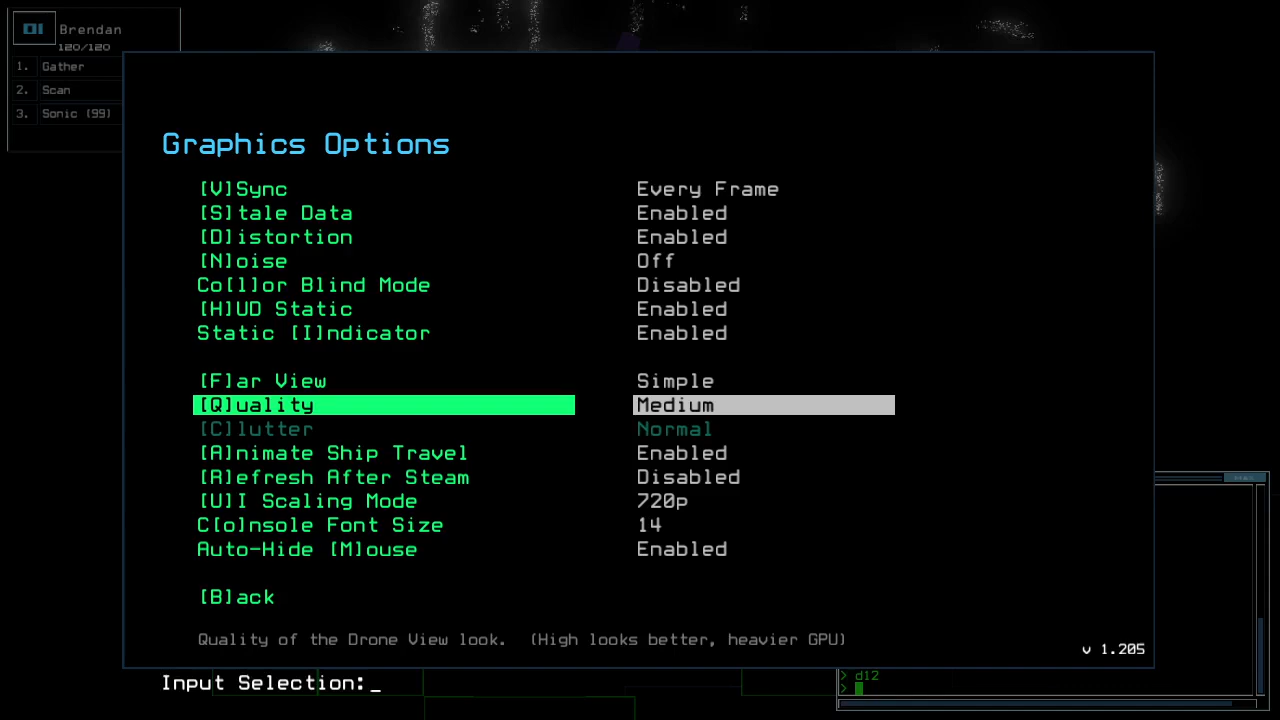 Brendan
120/120
1. Gather
2. Scan
3. Sonic (99)
Graphics Options
[V]Sync Every Frame
[S]tale Data Enabled
[D]istortion Enabled
[N]oise Off
Co[l]lor Blind Mode Disabled
[H]UD Static Enabled
Static [I]ndicator Enabled
[F]ar View Simple
[Q]uality Medium
[C]lutter Normal
[A]nimate Ship Travel Enabled
[R]efresh After Steam Disabled
[U]I Scaling Mode 720p
C[o]nsole Font Size 14
Auto-Hide [M]ouse Enabled
[B]ack
Quality of the Drone View look. (High looks better, heavier GPU)
v 1.205
Input Selection:_
> d12
>